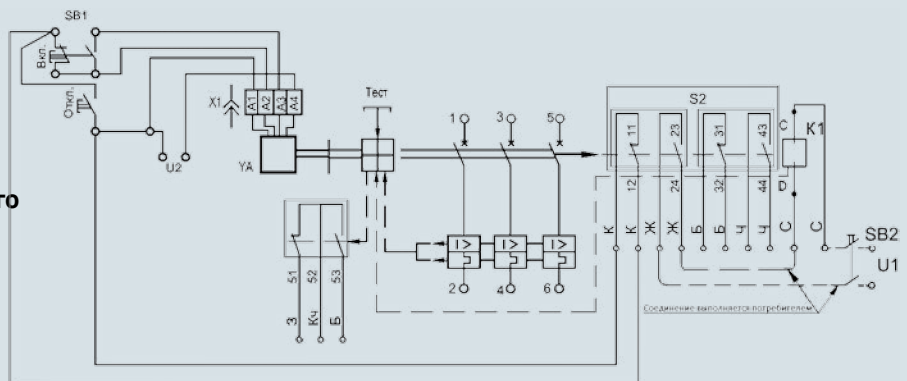 SB1
Вкл.
Откл.
X1
A1 A2 A3 A4
U2
YA
Тест
1 3 5
S2
11 23 31 43
12 24 32 44
C
D
K1
го
51 52 53
З Кч Б
I> I> I>
2 4 6
К К Ж Ж Б Б Ч Ч С С
SB2
U1
Соединение выполняется потребителем